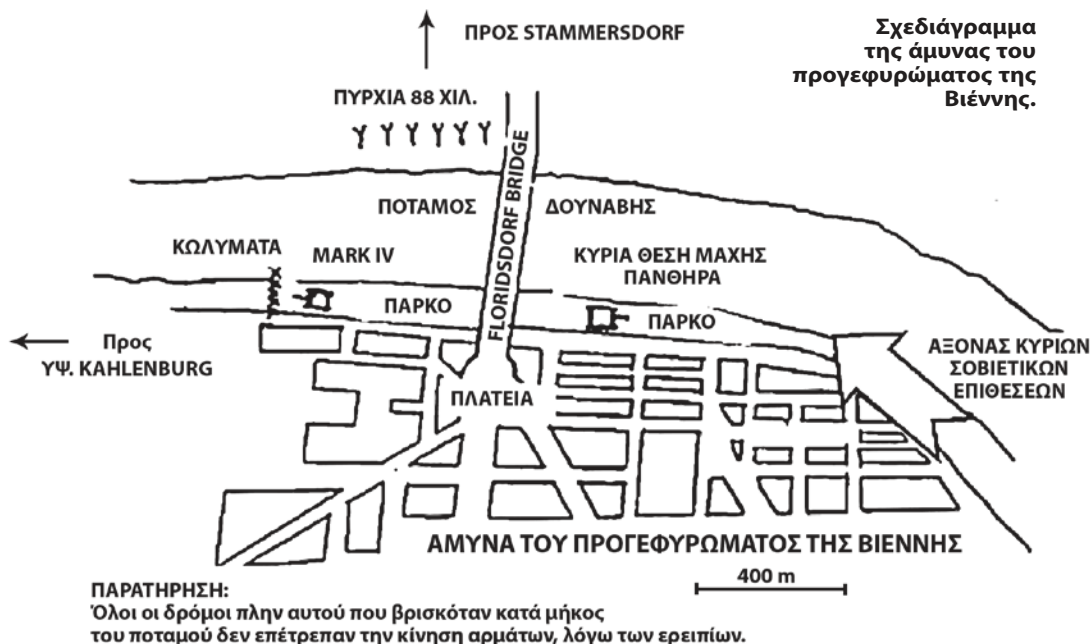 ΠΡΟΣ STAMMERSDORF
Σχεδιάγραμμα
της άμυνας του
προγεφυρώματος της
Βιέννης.
ΠΥΡΧΙΑ 88 ΧΙΛ.
FLORIDSDORF BRIDGE
ΠΟΤΑΜΟΣ
ΔΟΥΝΑΒΗΣ
ΚΩΛΥΜΑΤΑ
MARK IV
ΚΥΡΙΑ ΘΕΣΗ ΜΑΧΗΣ
ΠΑΝΘΗΡΑ
ΠΑΡΚΟ
ΠΑΡΚΟ
Προς
ΥΨ. KAHLENBURG
ΑΞΟΝΑΣ ΚΥΡΙΩΝ
ΣΟΒΙΕΤΙΚΩΝ
ΕΠΙΘΕΣΕΩΝ
ΠΛΑΤΕΙΑ
ΑΜΥΝΑ ΤΟΥ ΠΡΟΓΕΦΥΡΩΜΑΤΟΣ ΤΗΣ ΒΙΕΝΝΗΣ
400 m
ΠΑΡΑΤΗΡΗΣΗ:
Όλοι οι δρόμοι πλην αυτού που βρισκόταν κατά μήκος
του ποταμού δεν επέτρεπαν την κίνηση αρμάτων, λόγω των ερειπίων.